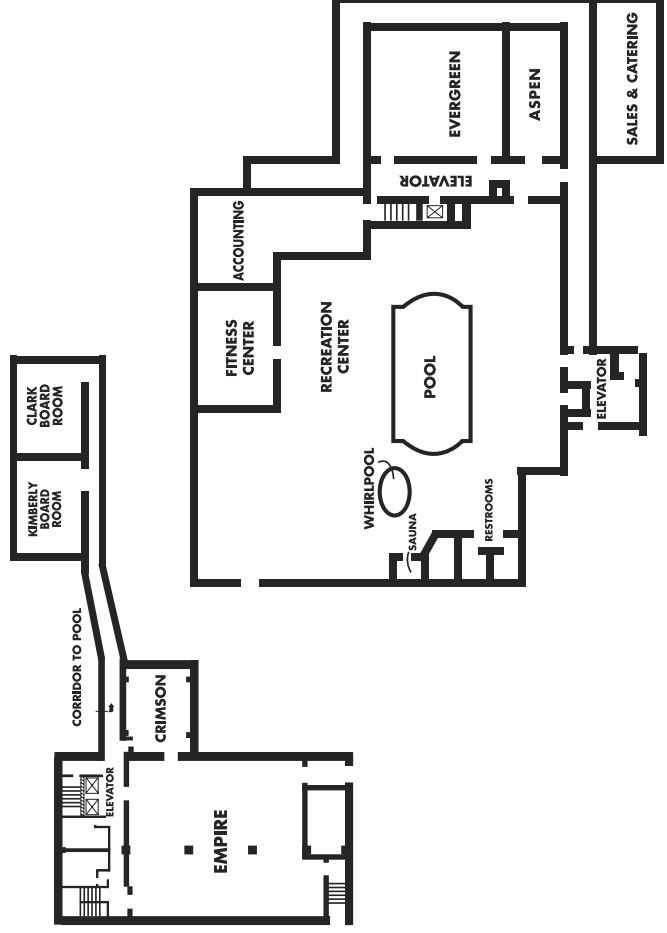 SALES & CATERING
EVERGREEN
ASPEN
ELEVATOR
ACCOUNTING
FITNESS
CENTER
RECREATION
CENTER
POOL
ELEVATOR
CLARK
BOARD
ROOM
KIMBERLY
BOARD
ROOM
WHIRLPOOL
SAUNA
RESTROOMS
CORRIDOR TO POOL
CRIMSON
ELEVATOR
EMPIRE